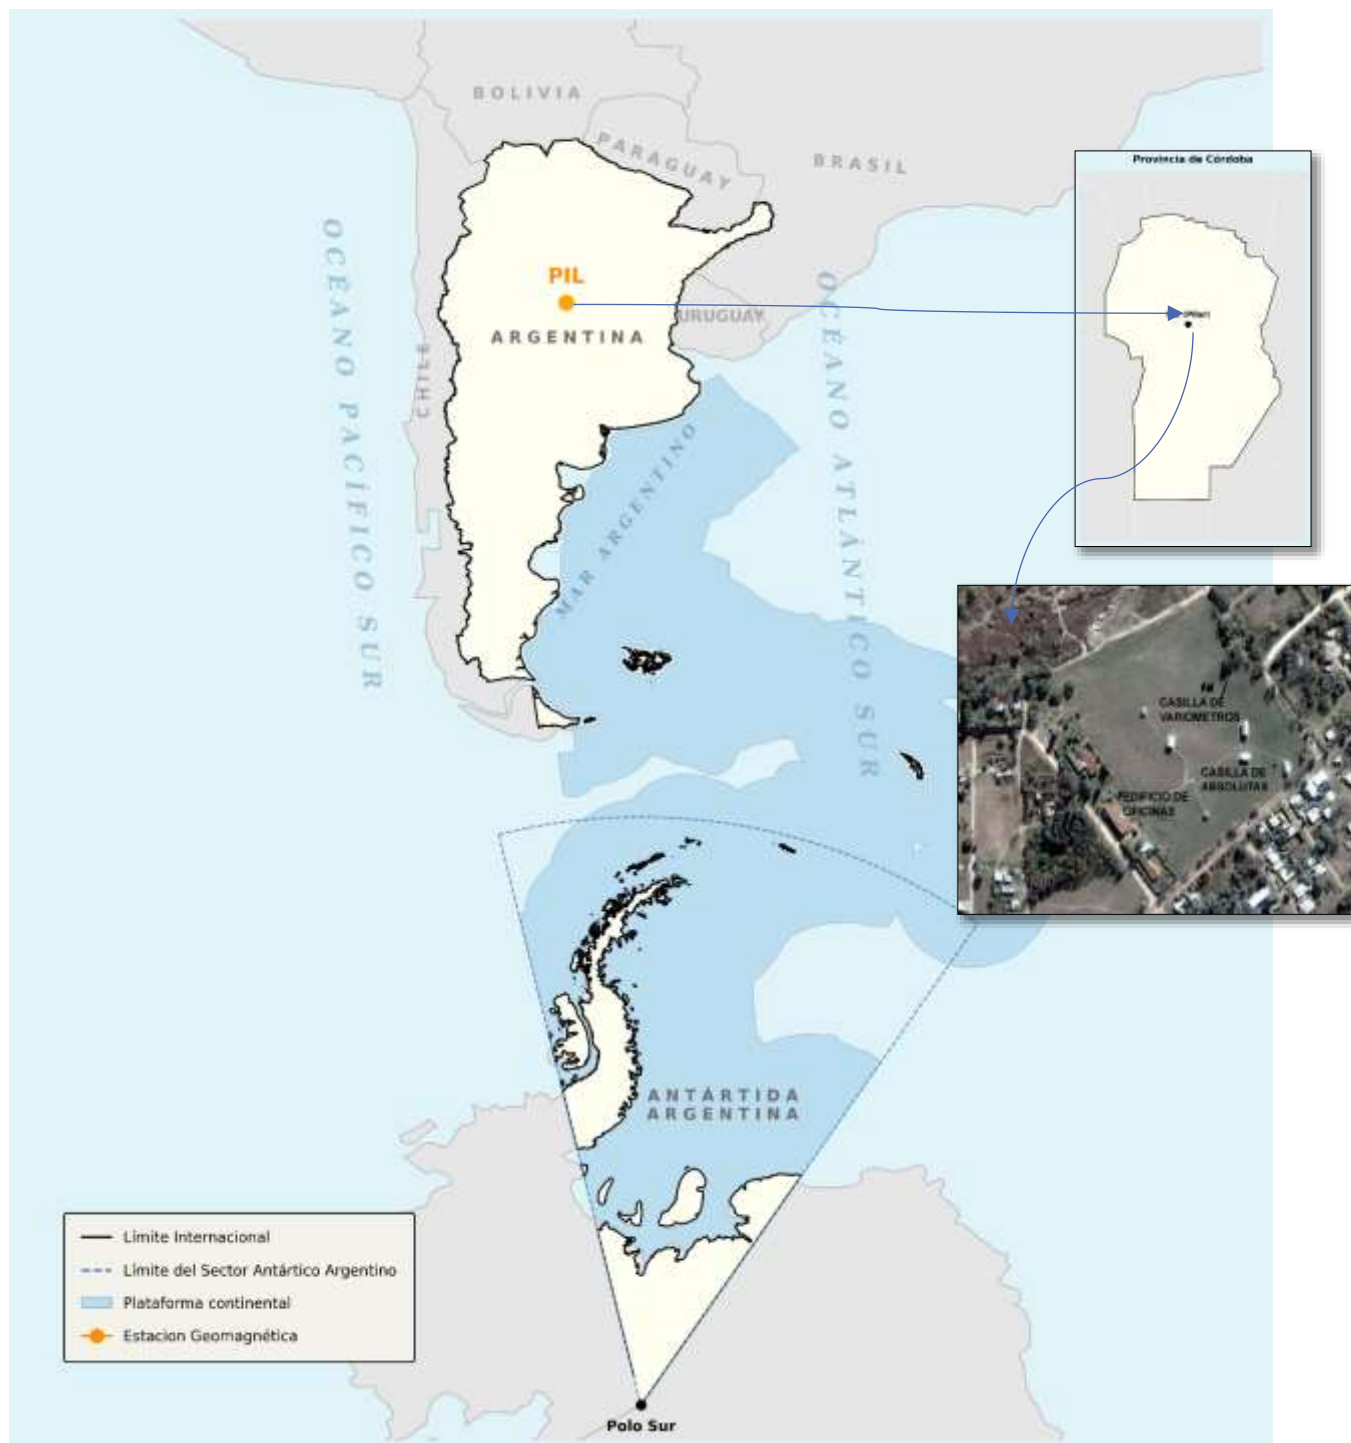 BOLIVIA
PARAGUAY
BRASIL
Provincia de Córdoba
OCÉANO PACÍFICO SUR
PIL
ARGENTINA
URUGUAY
CHILE
OCÉANO ATLÁNTICO SUR
(Pilar)
MAR ARGENTINO
CASILLA DE
VARIOMETROS
CASILLA DE
ABSOLUTAS
EDIFICIO DE
OFICINAS
ANTÁRTIDA
ARGENTINA
Límite Internacional
Límite del Sector Antártico Argentino
Plataforma continental
Estacion Geomagnética
Polo Sur